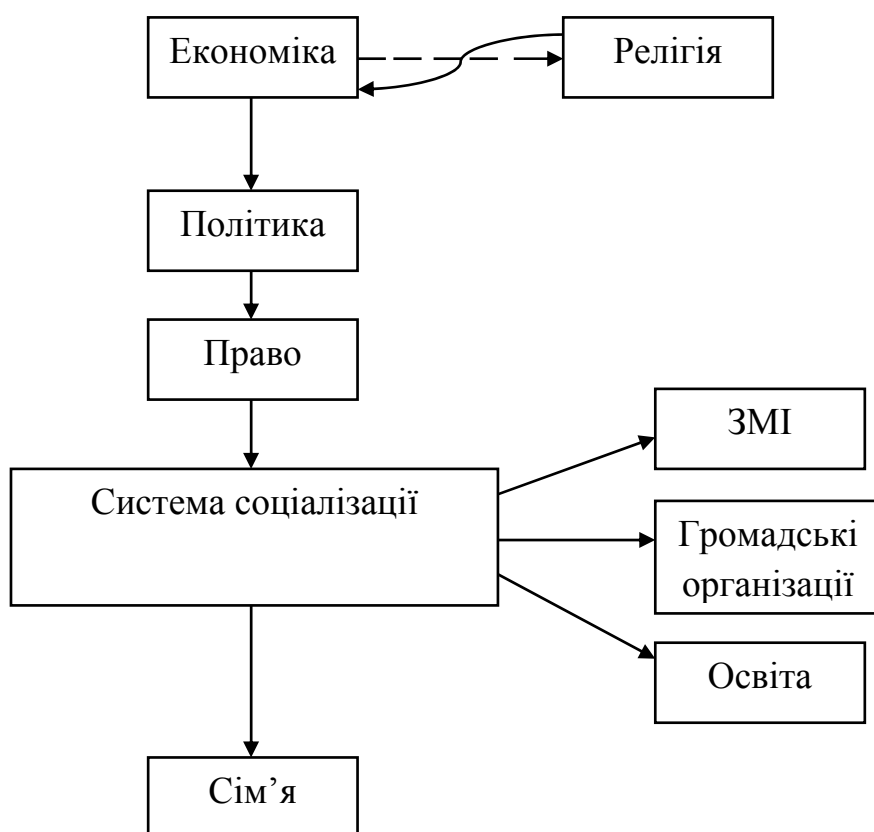 Економіка
Релігія
Політика
Право
ЗМІ
Система соціалізації
Громадські
організації
Освіта
Сім’я